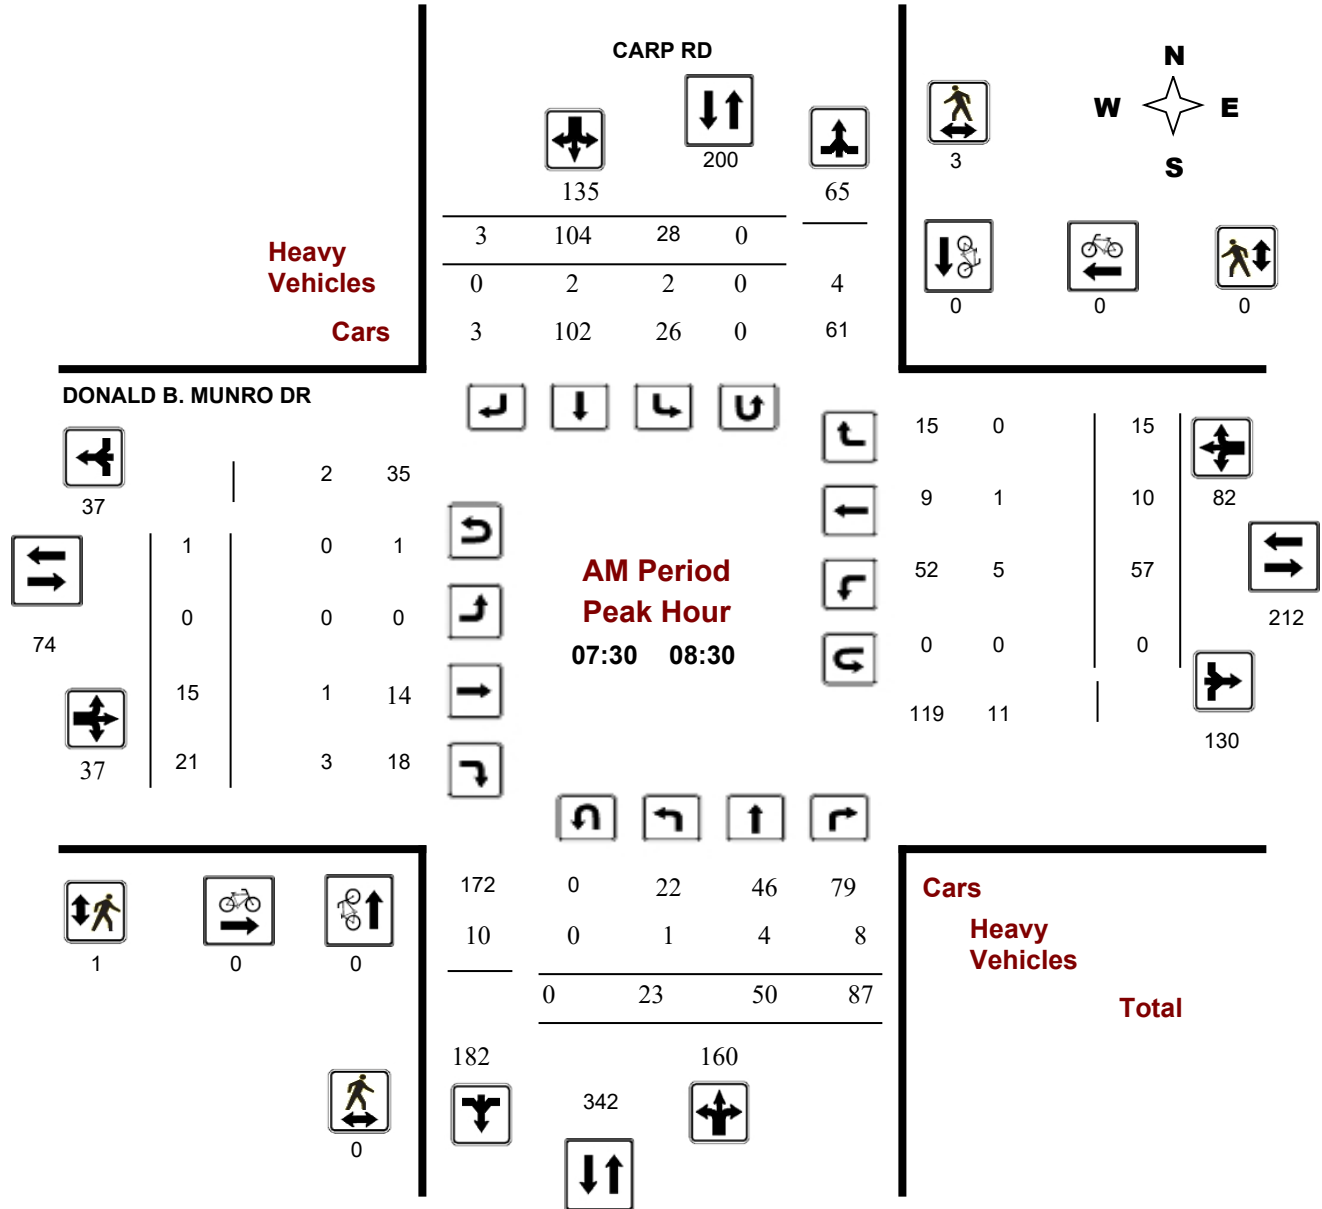 CARP RD
N
W E
S
200
3
135 65
3 104 28 0
Heavy
Vehicles
0 2 2 0 4
0 0 0
Cars 3 102 26 0 61
DONALD B. MUNRO DR
15 0 15
2 35
37
9 1 10 82
1 0 1
AM Period
52 5 57
Peak Hour
0 0 0
212
74
07:30 08:30
0 0 0
15 1 14
119 11
130
37 21 3 18
172 0 22 46 79 Cars
10 0 1 4 8 Heavy
Vehicles
1 0 0
0 23 50 87
Total
182 160
342
0